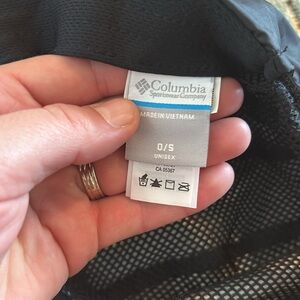 Columbia
Sportswear Company
MADE IN VIETNAM
O/S
UNISEX
CA 05367